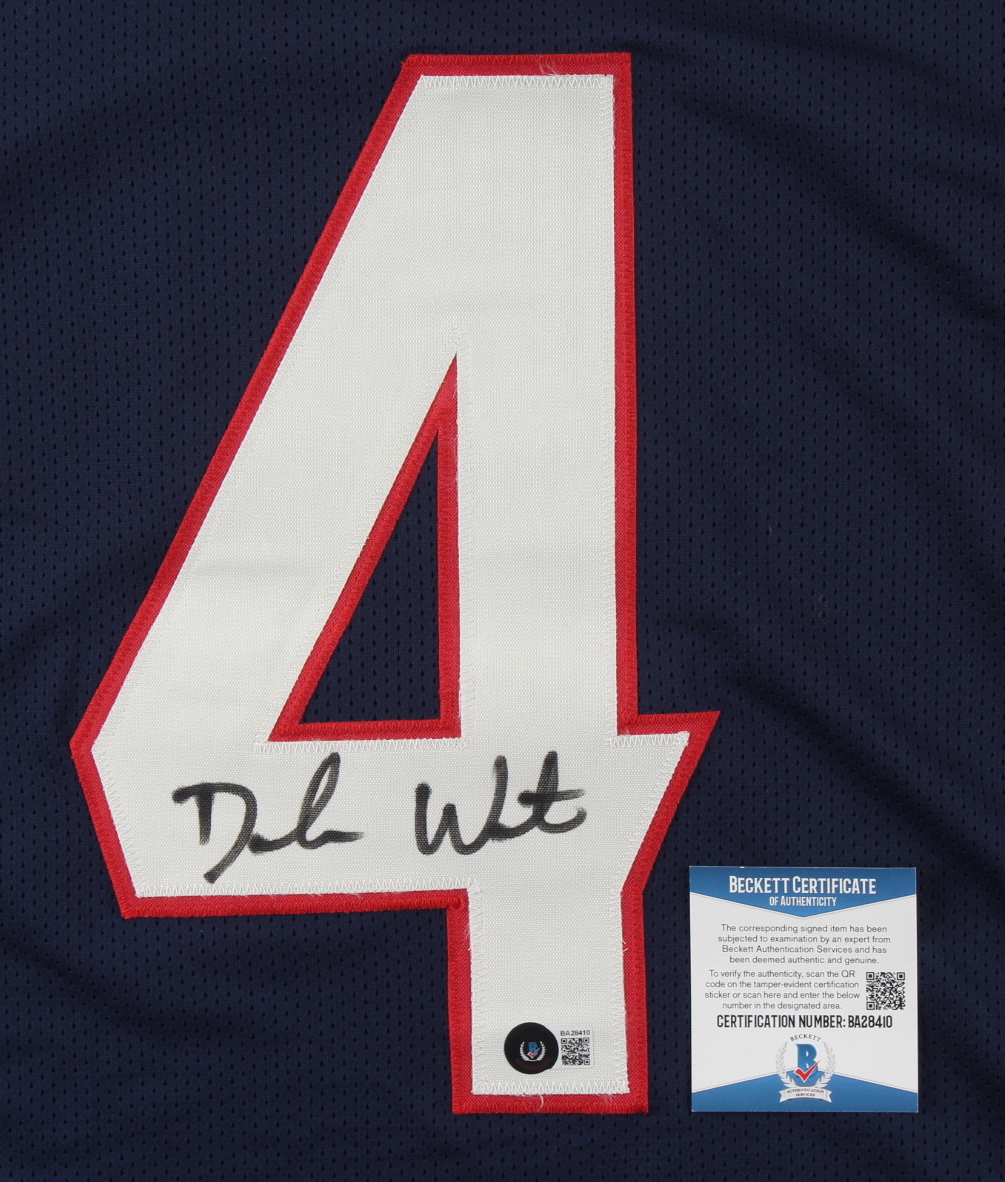 4
BA28410
BECKETT CERTIFICATE
OF AUTHENTICITY
The corresponding signed item has been
subjected to examination by an expert from
Beckett Authentication Services and has
been deemed authentic and genuine.
To verify the authenticity, scan the QR
code on the tamper-evident certification
sticker or scan here and enter the below
number in the designated area.
CERTIFICATION NUMBER: BA28410
BECKETT
B
AUTHENTICATION
SERVICES